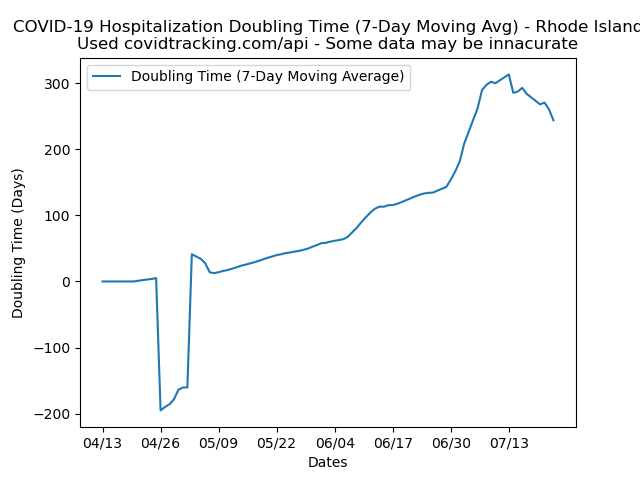 COVID-19 Hospitalization Doubling Time (7-Day Moving Avg) - Rhode Island
Used covidtracking.com/api - Some data may be innacurate
Doubling Time (7-Day Moving Average)
Doubling Time (Days)
300
200
100
0
−100
−200
04/13 04/26 05/09 05/22 06/04 06/17 06/30 07/13
Dates